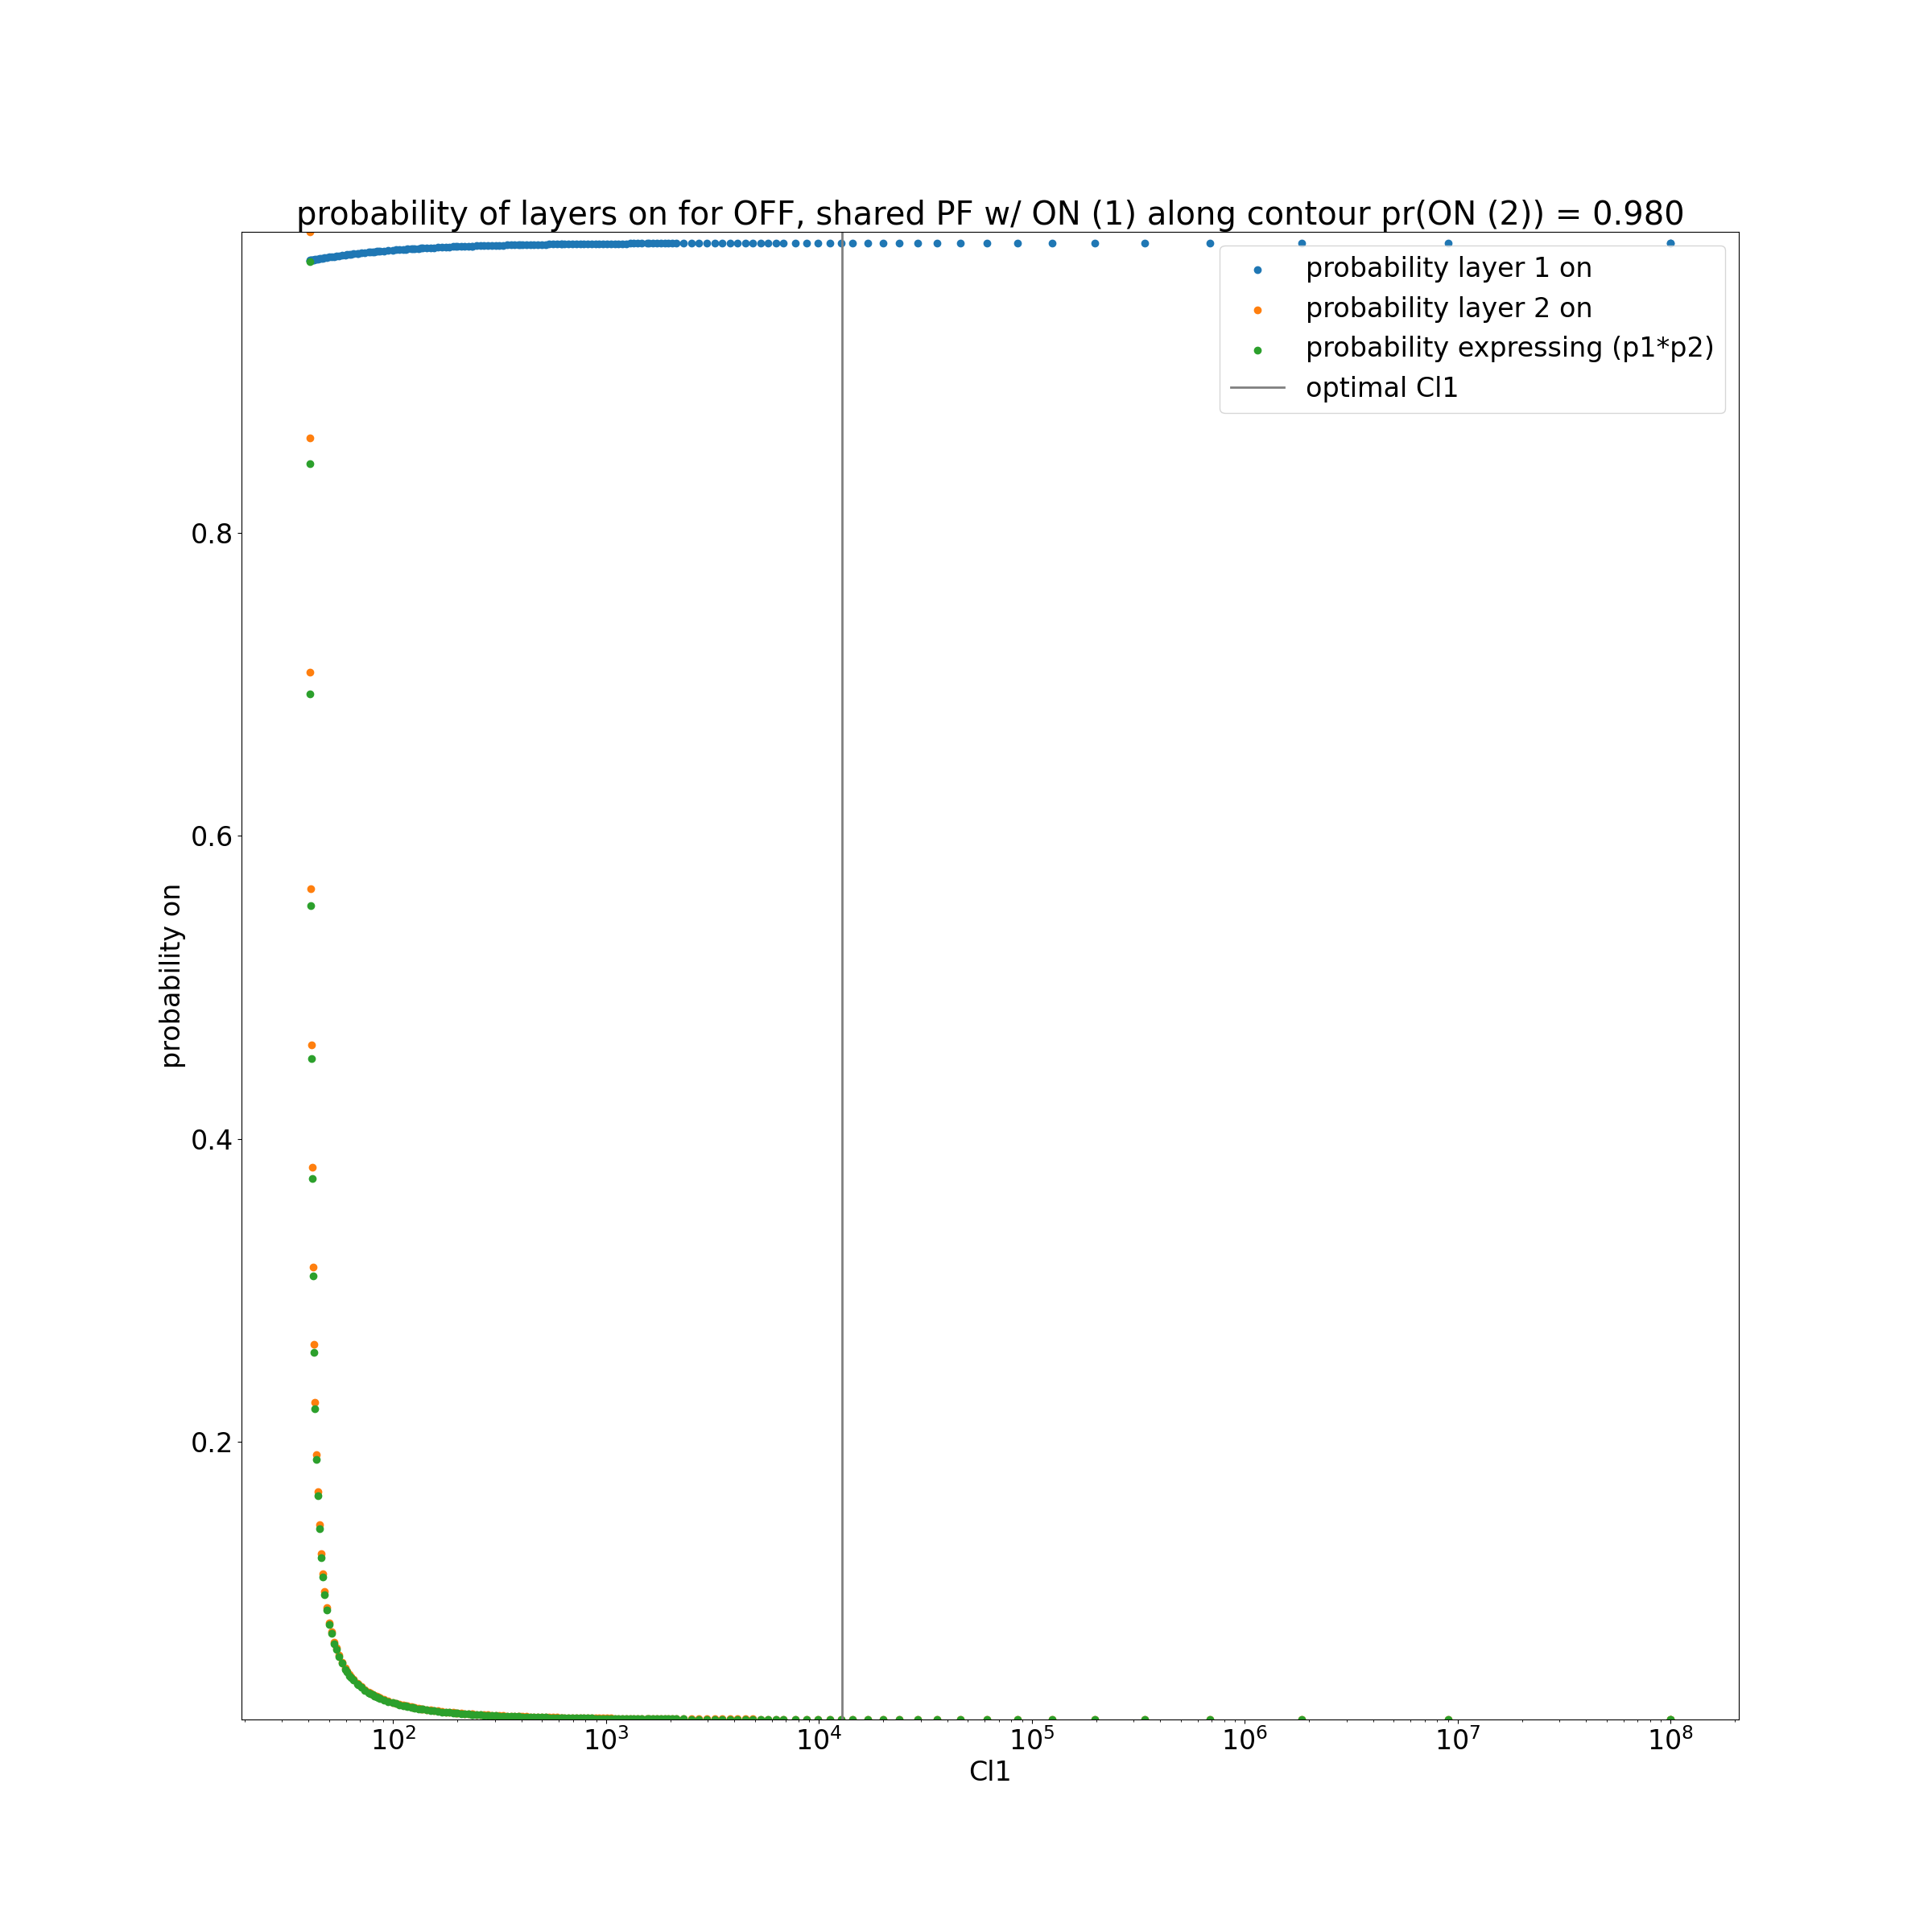 probability of layers on for OFF, shared PF w/ ON (1) along contour pr(ON (2)) = 0.980
probability layer 1 on
probability layer 2 on
probability expressing (p1*p2)
optimal Cl1
0.8
0.6
0.4
0.2
probability on
10²
10³
10⁴
10⁵
10⁶
10⁷
10⁸
Cl1